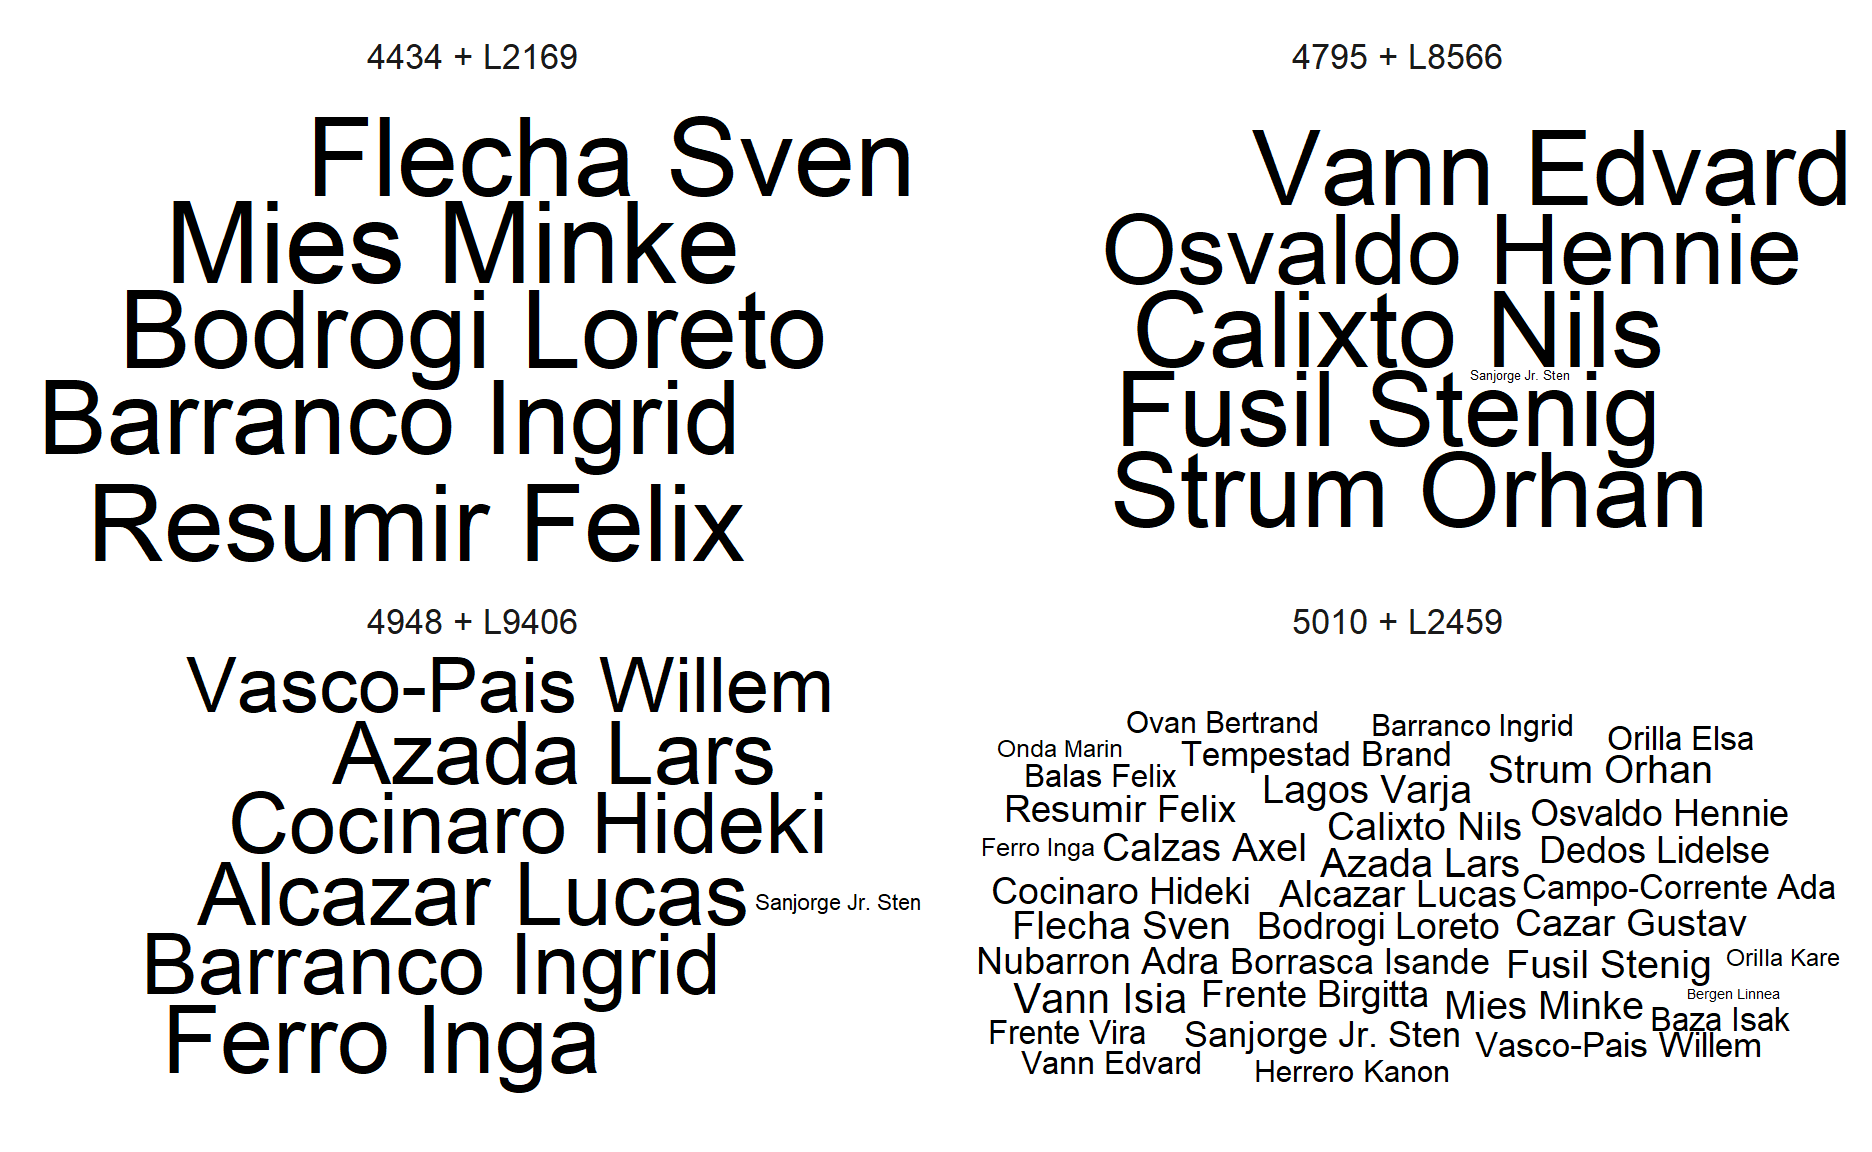 4434 + L2169
Flecha Sven
Mies Minke
Bodrogi Loreto
Barranco Ingrid
Resumir Felix
4795 + L8566
Vann Edvard
Osvaldo Hennie
Calixto Nils
Sanjorge Jr. Sten
Fusil Stenig
Strum Orhan
4948 + L9406
Vasco-Pais Willem
Azada Lars
Cocinaro Hideki
Alcazar Lucas
Sanjorge Jr. Sten
Barranco Ingrid
Ferro Inga
5010 + L2459
Ovan Bertrand
Barranco Ingrid
Orilla Elsa
Onda Marin
Tempestad Brand
Balas Felix
Strum Orhan
Lagos Varja
Resumir Felix
Osvaldo Hennie
Calixto Nils
Ferro Inga
Calzas Axel
Dedos Lidelse
Azada Lars
Cocinaro Hideki
Alcazar Lucas
Campo-Corrente Ada
Flecha Sven
Bodrogi Loreto
Cazar Gustav
Nubarron Adra
Borrasca Isande
Fusil Stenig
Orilla Kare
Vann Isia
Frente Birgitta
Mies Minke
Bergen Linnea
Baza Isak
Frente Vira
Sanjorge Jr. Sten
Vasco-Pais Willem
Vann Edvard
Herrero Kanon